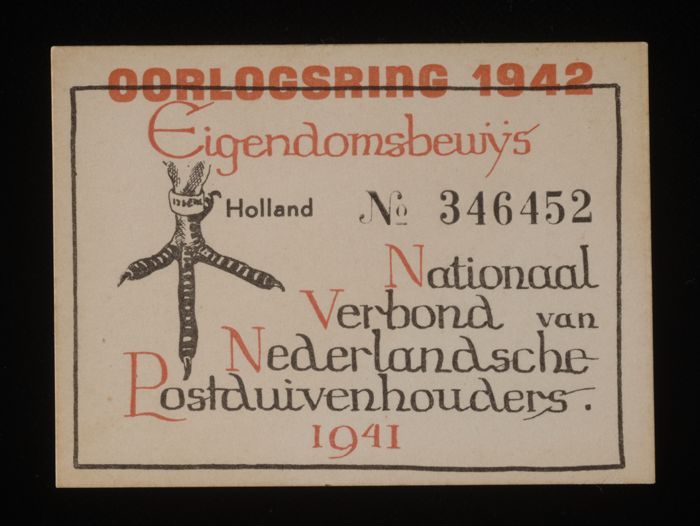 OORLOGSRING 1942
Eigendomsbewijs
Holland № 346452
Nationaal
Verbond van
Nederlandsche
Postduivenhouders.
1941